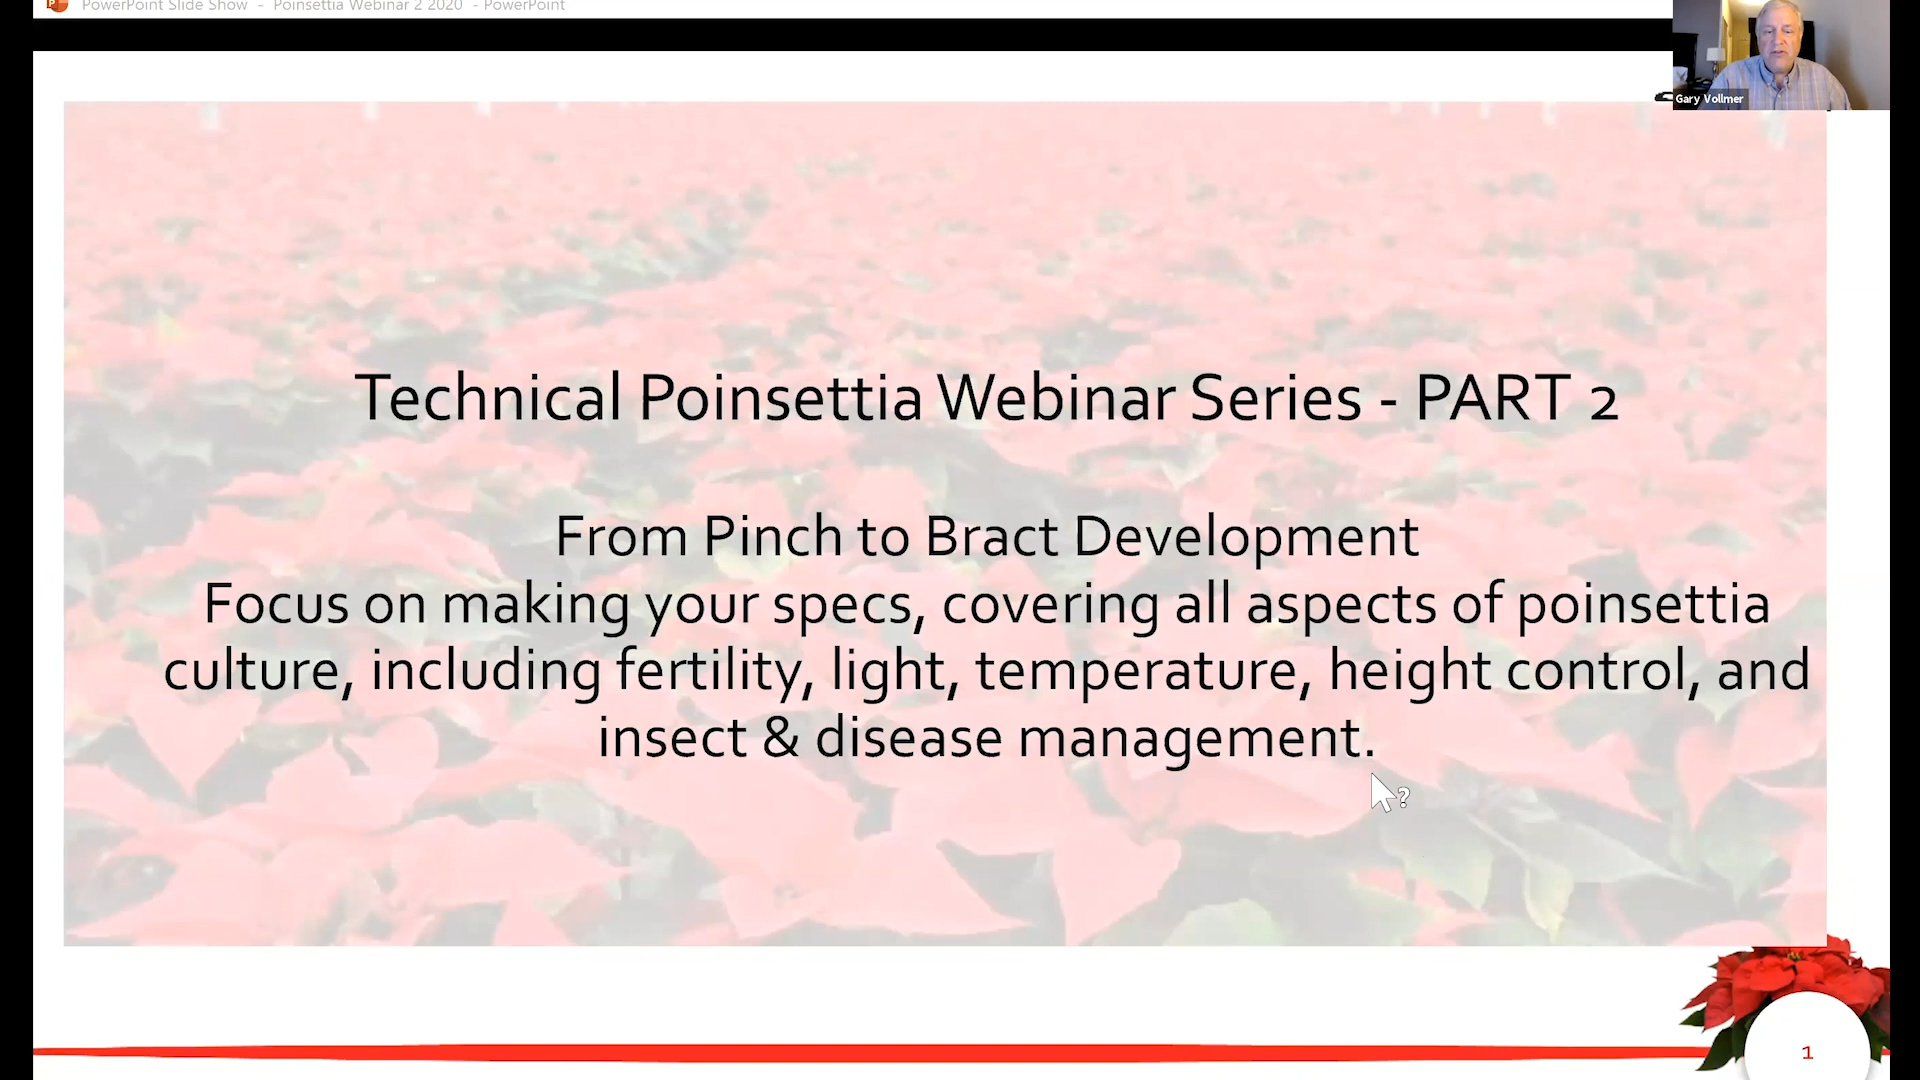 PowerPoint Slide Show - Poinsettia Webinar 2 2020 - PowerPoint
Gary Vollmer
Technical Poinsettia Webinar Series - PART 2
From Pinch to Bract Development
Focus on making your specs, covering all aspects of poinsettia
culture, including fertility, light, temperature, height control, and
insect & disease management.
1